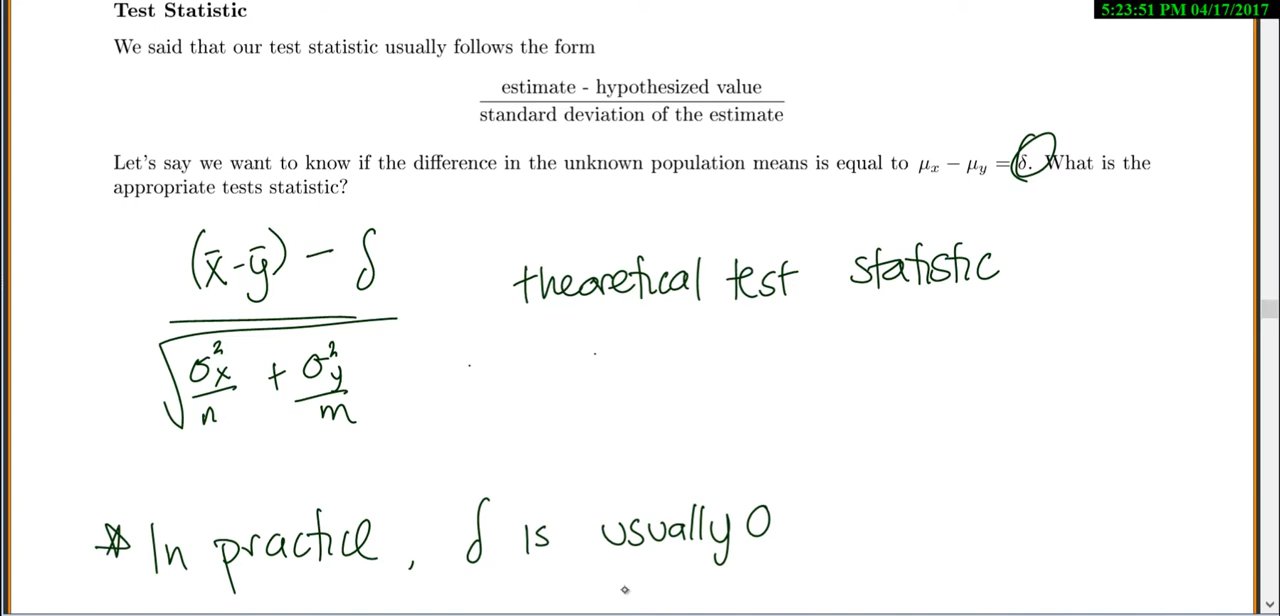 Test Statistic
5:23:51 PM 04/17/2017
We said that our test statistic usually follows the form
estimate - hypothesized value
standard deviation of the estimate
Let's say we want to know if the difference in the unknown population means is equal to μₓ − μᵧ = δ. What is the
appropriate tests statistic?
(x̄-ȳ) - δ
theoretical test statistic
√ σ²ₓ/n + σ²ᵧ/m
* In practice, δ is usually 0